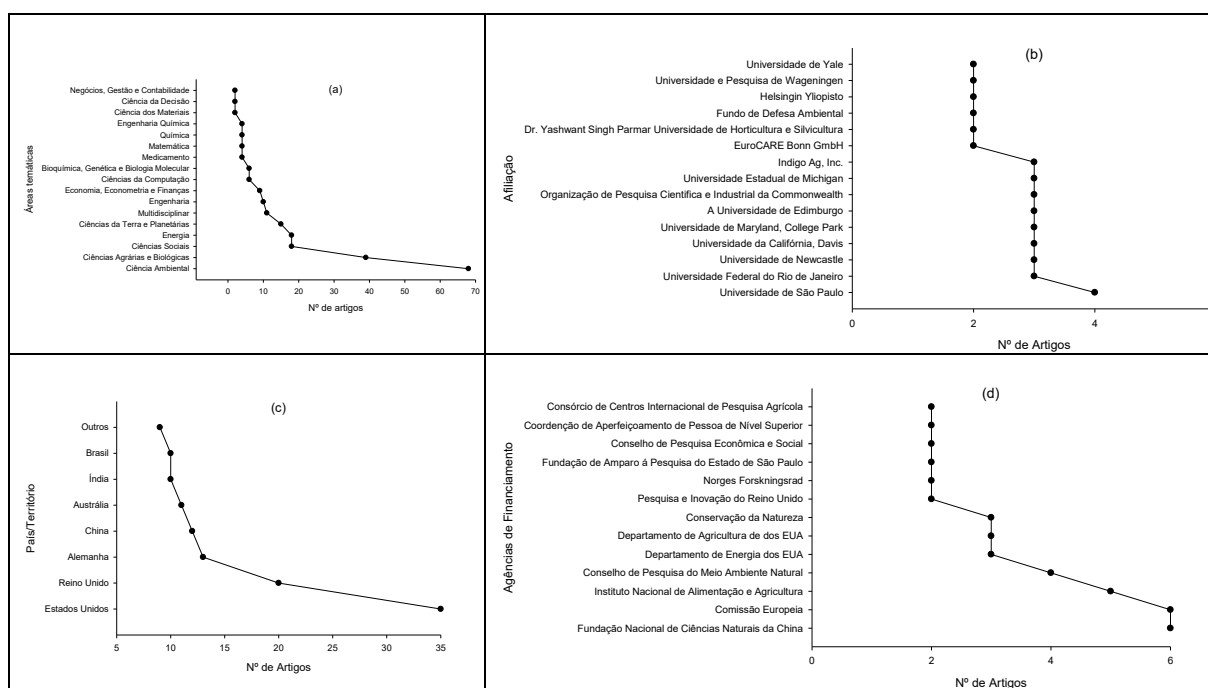 (a)
Áreas temáticas
Negócios, Gestão e Contabilidade
Ciência da Decisão
Ciência dos Materiais
Engenharia Química
Química
Matemática
Medicamento
Bioquímica, Genética e Biologia Molecular
Ciências da Computação
Economia, Econometria e Finanças
Engenharia
Multidisciplinar
Ciências da Terra e Planetárias
Energia
Ciências Sociais
Ciências Agrárias e Biológicas
Ciência Ambiental
0 10 20 30 40 50 60 70
Nº de artigos
(b)
Afiliação
Universidade de Yale
Universidade e Pesquisa de Wageningen
Helsingin Yliopisto
Fundo de Defesa Ambiental
Dr. Yashwant Singh Parmar Universidade de Horticultura e Silvicultura
EuroCARE Bonn GmbH
Indigo Ag, Inc.
Universidade Estadual de Michigan
Organização de Pesquisa Científica e Industrial da Commonwealth
A Universidade de Edimburgo
Universidade de Maryland, College Park
Universidade da Califórnia, Davis
Universidade de Newcastle
Universidade Federal do Rio de Janeiro
Universidade de São Paulo
0 2 4
Nº de Artigos
(c)
País/Território
Outros
Brasil
Índia
Austrália
China
Alemanha
Reino Unido
Estados Unidos
5 10 15 20 25 30 35
Nº de Artigos
(d)
Agências de Financiamento
Consórcio de Centros Internacional de Pesquisa Agrícola
Coordenção de Aperfeiçoamento de Pessoa de Nível Superior
Conselho de Pesquisa Econômica e Social
Fundação de Amparo á Pesquisa do Estado de São Paulo
Norges Forskningsrad
Pesquisa e Inovação do Reino Unido
Conservação da Natureza
Departamento de Agricultura de dos EUA
Departamento de Energia dos EUA
Conselho de Pesquisa do Meio Ambiente Natural
Instituto Nacional de Alimentação e Agricultura
Comissão Europeia
Fundação Nacional de Ciências Naturais da China
0 2 4 6
Nº de Artigos